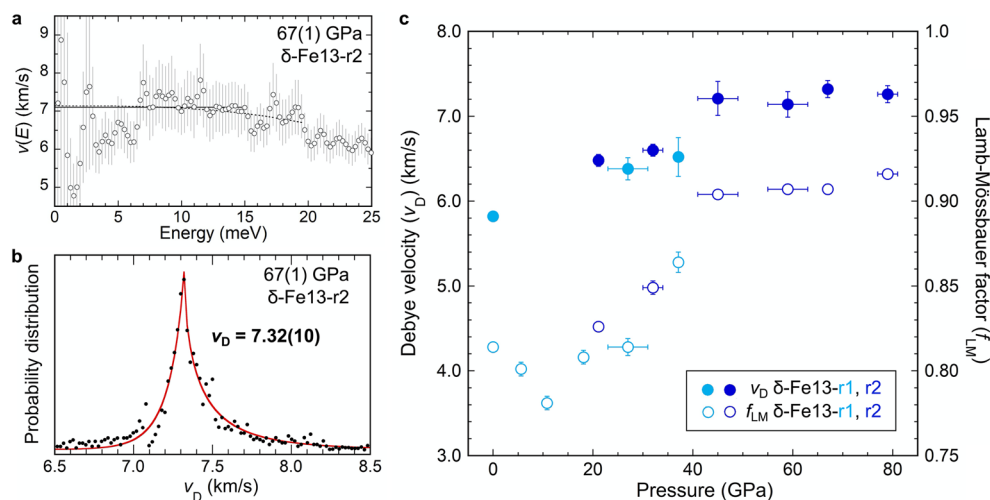 a
67(1) GPa
δ-Fe13-r2
v(E) (km/s)
9
8
7
6
5
0
5
10
15
20
25
Energy (meV)
b
67(1) GPa
δ-Fe13-r2
v_D = 7.32(10)
Probability distribution
6.5
7.0
7.5
8.0
8.5
v_D (km/s)
c
Debye velocity (v_D) (km/s)
8.0
7.0
6.0
5.0
4.0
3.0
1.00
0.95
0.90
0.85
0.80
0.75
Lamb-Mössbauer factor (f_LM)
v_D δ-Fe13-r1, r2
f_LM δ-Fe13-r1, r2
0
20
40
60
80
Pressure (GPa)